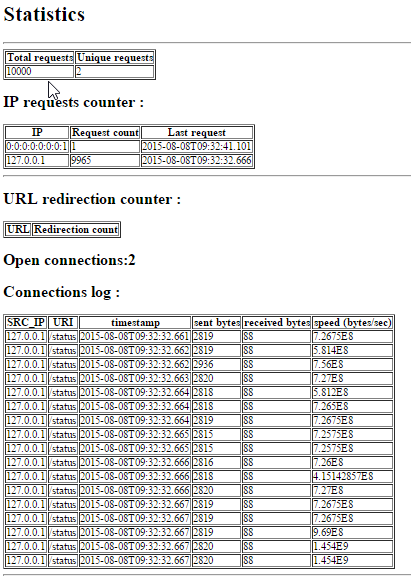 Statistics
Total requests Unique requests
10000 2
IP requests counter :
IP Request count Last request
0:0:0:0:0:0:0:1 1 2015-08-08T09:32:41.101
127.0.0.1 9965 2015-08-08T09:32:32.666
URL redirection counter :
URL Redirection count
Open connections:2
Connections log :
SRC_IP URI timestamp sent bytes received bytes speed (bytes/sec)
127.0.0.1 /status 2015-08-08T09:32:32.661 2819 88 7.2675E8
127.0.0.1 /status 2015-08-08T09:32:32.662 2819 88 5.814E8
127.0.0.1 /status 2015-08-08T09:32:32.662 2936 88 7.56E8
127.0.0.1 /status 2015-08-08T09:32:32.663 2820 88 7.27E8
127.0.0.1 /status 2015-08-08T09:32:32.664 2818 88 5.812E8
127.0.0.1 /status 2015-08-08T09:32:32.664 2818 88 7.265E8
127.0.0.1 /status 2015-08-08T09:32:32.664 2819 88 7.2675E8
127.0.0.1 /status 2015-08-08T09:32:32.665 2815 88 7.2575E8
127.0.0.1 /status 2015-08-08T09:32:32.665 2815 88 7.2575E8
127.0.0.1 /status 2015-08-08T09:32:32.666 2816 88 7.26E8
127.0.0.1 /status 2015-08-08T09:32:32.666 2818 88 4.15142857E8
127.0.0.1 /status 2015-08-08T09:32:32.666 2820 88 7.27E8
127.0.0.1 /status 2015-08-08T09:32:32.667 2819 88 7.2675E8
127.0.0.1 /status 2015-08-08T09:32:32.667 2819 88 7.2675E8
127.0.0.1 /status 2015-08-08T09:32:32.667 2819 88 9.69E8
127.0.0.1 /status 2015-08-08T09:32:32.667 2820 88 1.454E9
127.0.0.1 /status 2015-08-08T09:32:32.667 2820 88 1.454E9